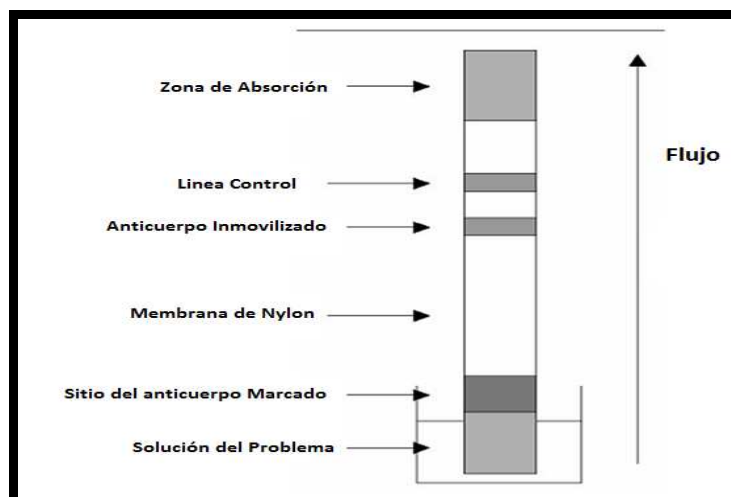 Zona de Absorción
Flujo
Linea Control
Anticuerpo Inmovilizado
Membrana de Nylon
Sitio del anticuerpo Marcado
Solución del Problema